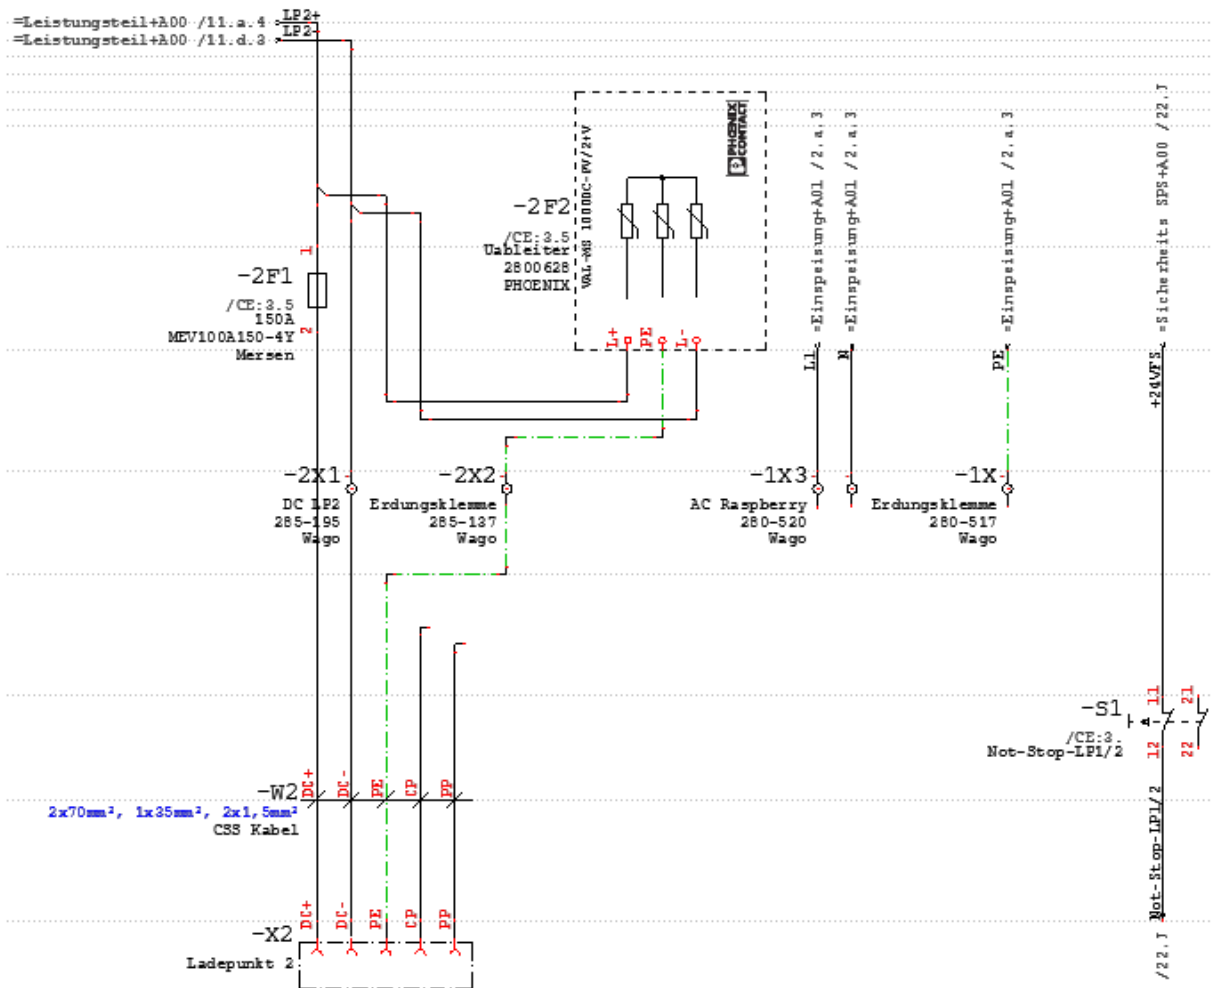 =Leistungsteil+A00 /11.a.4
LP2+
=Leistungsteil+A00 /11.d.3
LP2-
PHŒNIX
CONTACT
VAL-MS 1000DC-PV/2+V
-2F2
/CE:3.5
Uableiter
2800628
PHOENIX
L+
PE
L-
1
-2F1
/CE:3.5
150A
MEV100A150-4Y
Mersen
2
=Einspeisung+A01 /2.a.3
=Einspeisung+A01 /2.a.3
=Einspeisung+A01 /2.a.3
=Sicherheits SPS+A00 /22.J
L1
N
PE
+24VFS
-2X1
DC LP2
285-195
Wago
-2X2
Erdungsklemme
285-137
Wago
-1X3
AC Raspberry
280-520
Wago
-1X
Erdungsklemme
280-517
Wago
11
21
-S1
/CE:3.
Not-Stop-LP1/2
12
22
-W2
DC+
DC-
PE
CP
PP
2x70mm², 1x35mm², 2x1,5mm²
CSS Kabel
Not-Stop-LP1/2
-X2
DC+
DC-
PE
CP
PP
Ladepunkt 2
/22.J